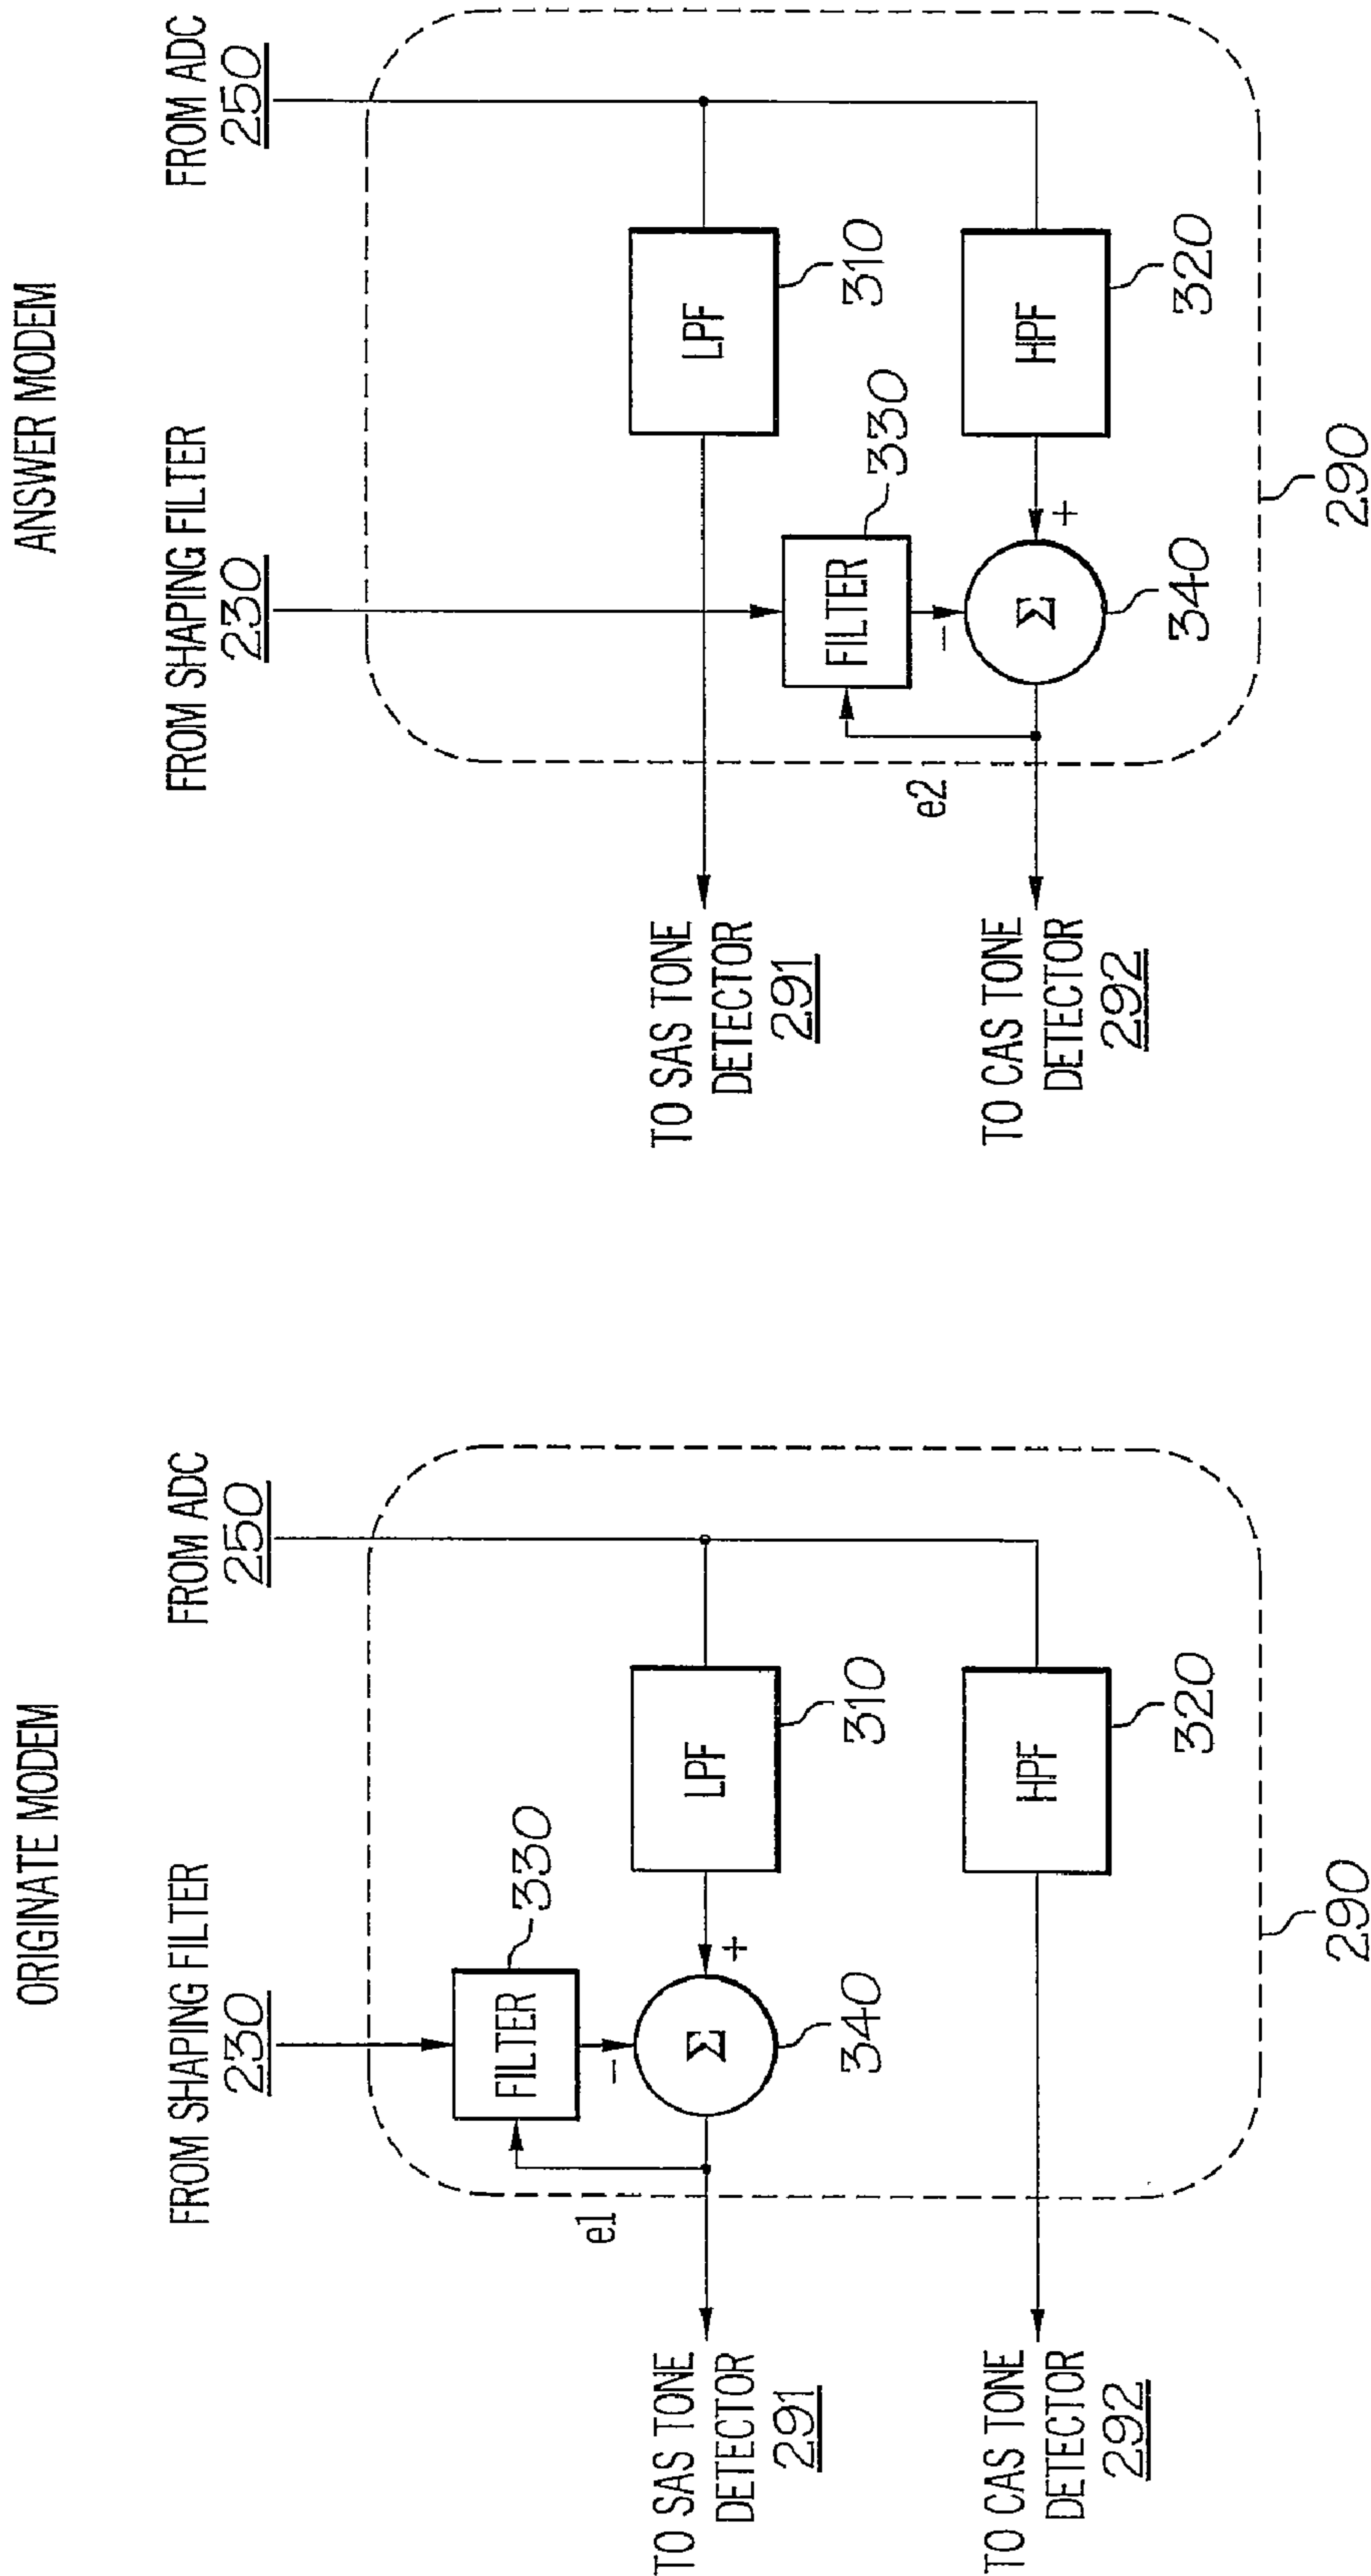 ORIGINATE MODEM
FROM SHAPING FILTER
230
FROM ADC
250
FILTER
330
LPF
310
-
+
Σ
340
e1
HPF
320
TO SAS TONE
DETECTOR
291
TO CAS TONE
DETECTOR
292
290
ANSWER MODEM
FROM SHAPING FILTER
230
FROM ADC
250
LPF
310
FILTER
330
HPF
320
-
+
Σ
340
e2
TO SAS TONE
DETECTOR
291
TO CAS TONE
DETECTOR
292
290